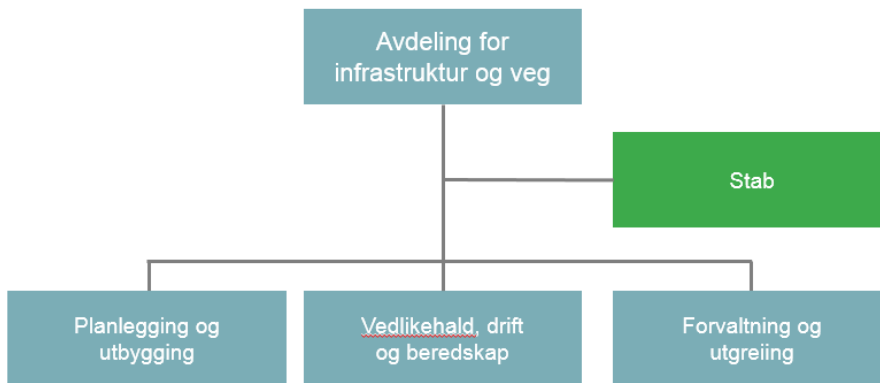 Avdeling for
infrastruktur og veg
Stab
Planlegging og
utbygging
Vedlikehald, drift
og beredskap
Forvaltning og
utgreiing